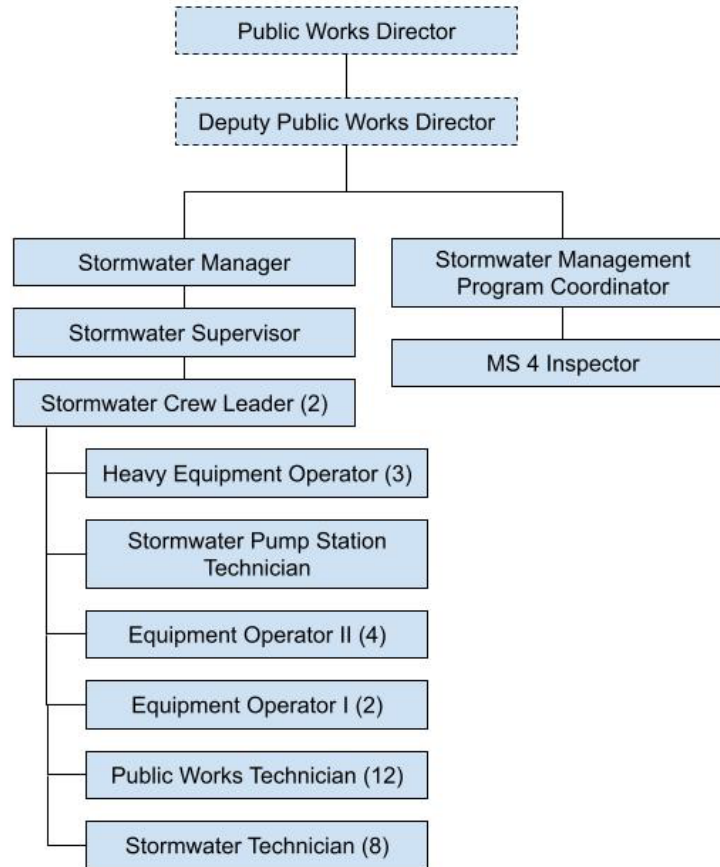 Public Works Director
Deputy Public Works Director
Stormwater Manager
Stormwater Management
Program Coordinator
Stormwater Supervisor
MS 4 Inspector
Stormwater Crew Leader (2)
Heavy Equipment Operator (3)
Stormwater Pump Station
Technician
Equipment Operator II (4)
Equipment Operator I (2)
Public Works Technician (12)
Stormwater Technician (8)